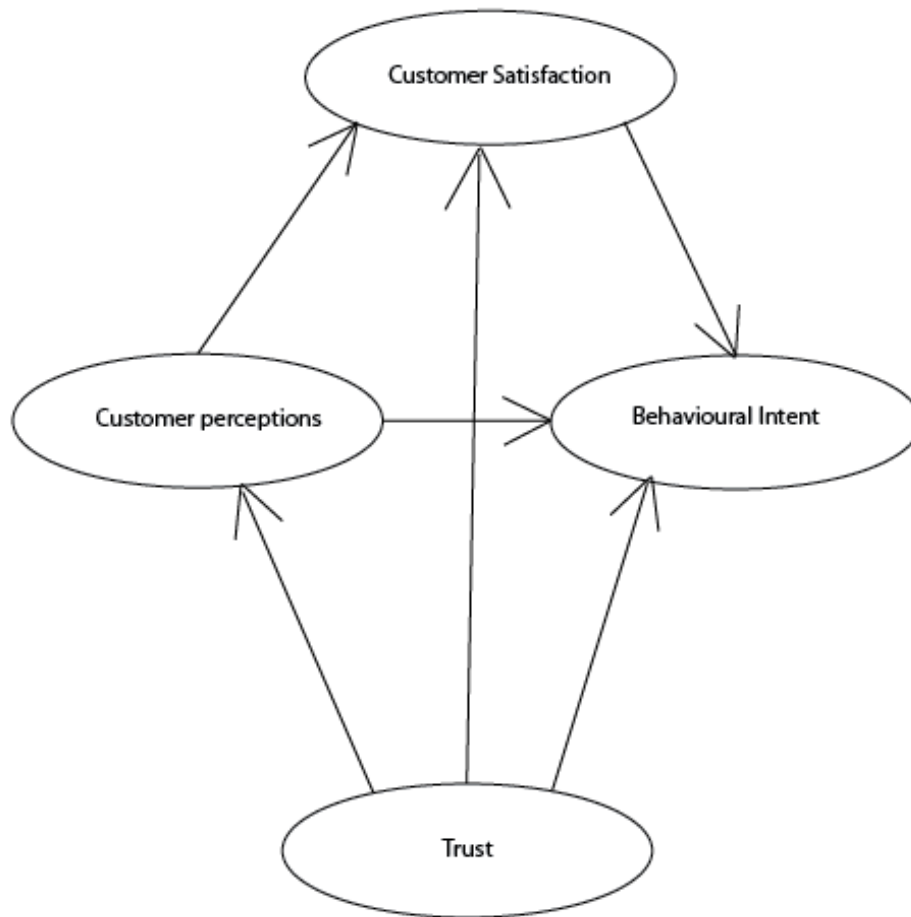 Customer Satisfaction
Customer perceptions
Behavioural Intent
Trust